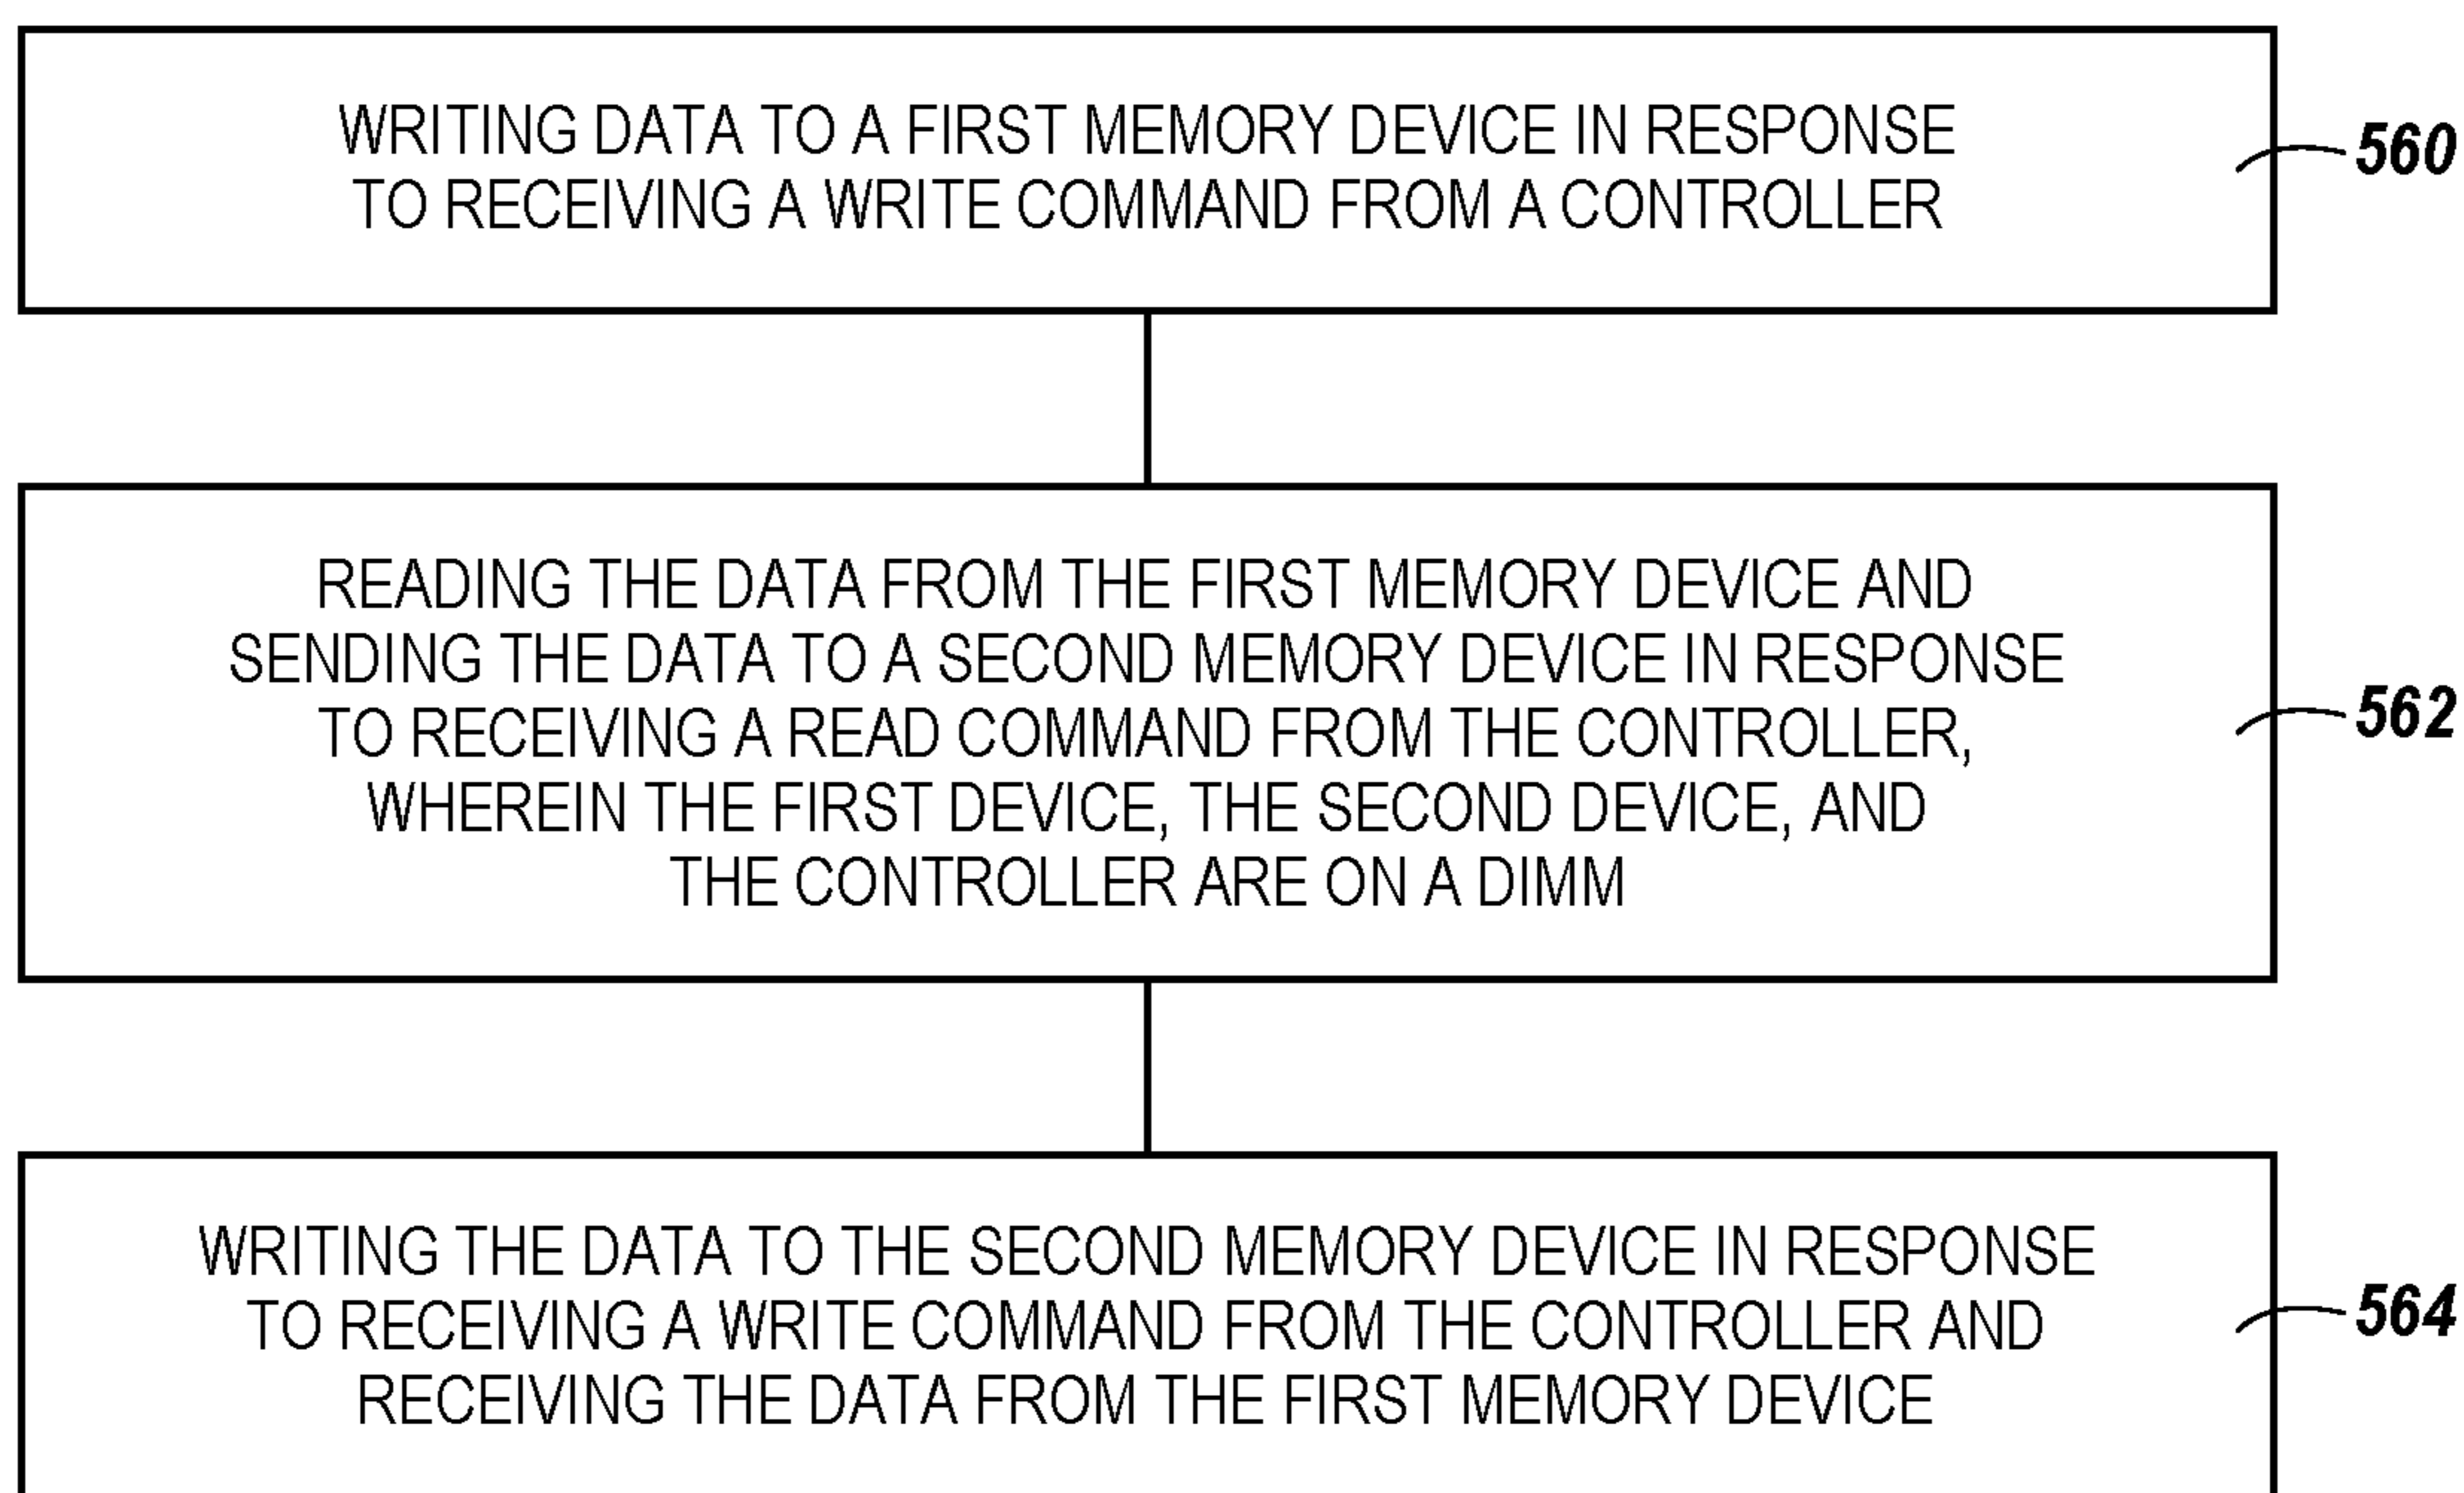 WRITING DATA TO A FIRST MEMORY DEVICE IN RESPONSE
TO RECEIVING A WRITE COMMAND FROM A CONTROLLER
560
READING THE DATA FROM THE FIRST MEMORY DEVICE AND
SENDING THE DATA TO A SECOND MEMORY DEVICE IN RESPONSE
TO RECEIVING A READ COMMAND FROM THE CONTROLLER,
WHEREIN THE FIRST DEVICE, THE SECOND DEVICE, AND
THE CONTROLLER ARE ON A DIMM
562
WRITING THE DATA TO THE SECOND MEMORY DEVICE IN RESPONSE
TO RECEIVING A WRITE COMMAND FROM THE CONTROLLER AND
RECEIVING THE DATA FROM THE FIRST MEMORY DEVICE
564